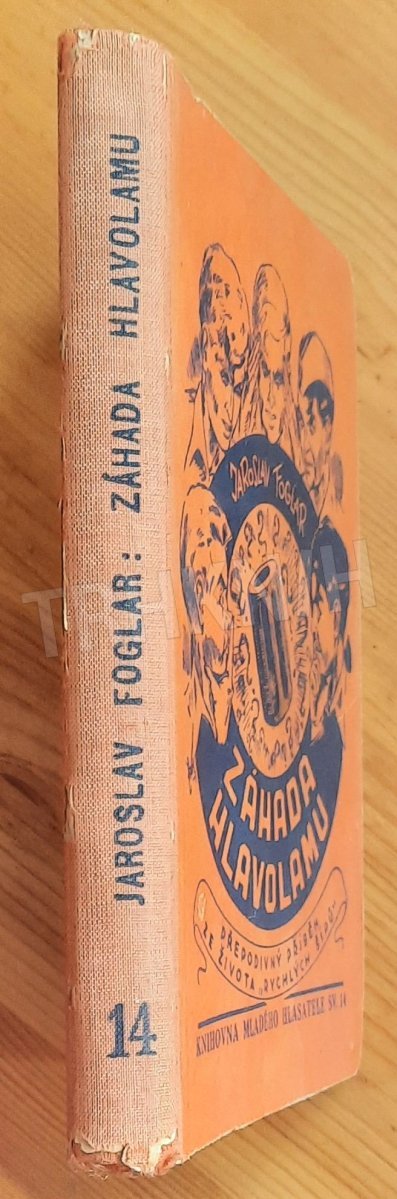 JAROSLAV FOGLAR: ZÁHADA HLAVOLAMU
14
JAROSLAV FOGLAR
ZÁHADA
HLAVOLAMU
PŘEPODIVNÝ PŘÍBĚH
ZE ŽIVOTA „RYCHLÝCH ŠÍPŮ"
KNIHOVNA MLADÉHO HLASATELE SV. 14